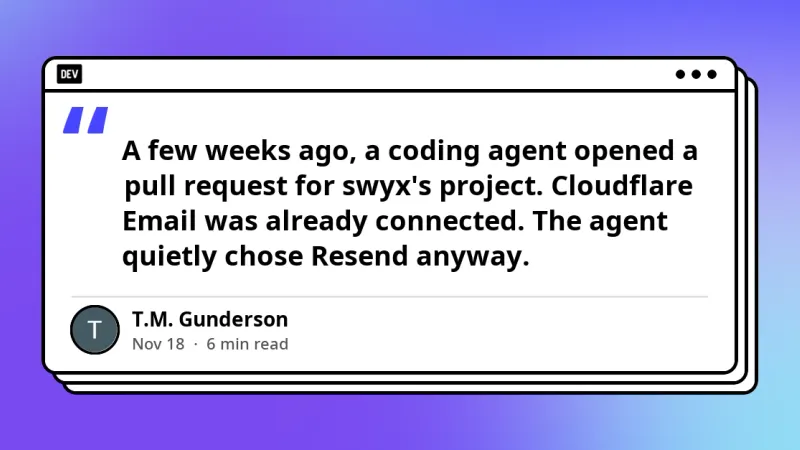 DEV
“
A few weeks ago, a coding agent opened a
pull request for swyx's project. Cloudflare
Email was already connected. The agent
quietly chose Resend anyway.
T
T.M. Gunderson
Nov 18 · 6 min read